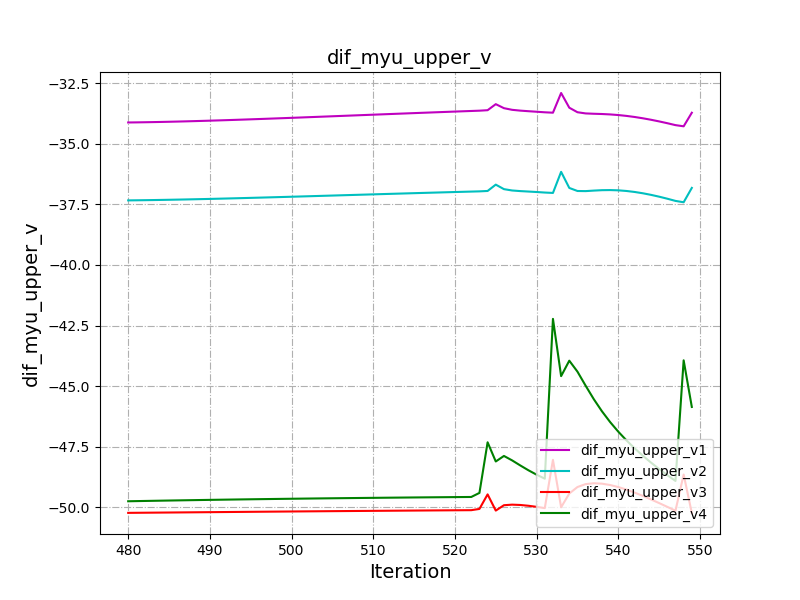 dif_myu_upper_v
dif_myu_upper_v
−32.5
−35.0
−37.5
−40.0
−42.5
−45.0
−47.5
−50.0
dif_myu_upper_v1
dif_myu_upper_v2
dif_myu_upper_v3
dif_myu_upper_v4
480 490 500 510 520 530 540 550
Iteration